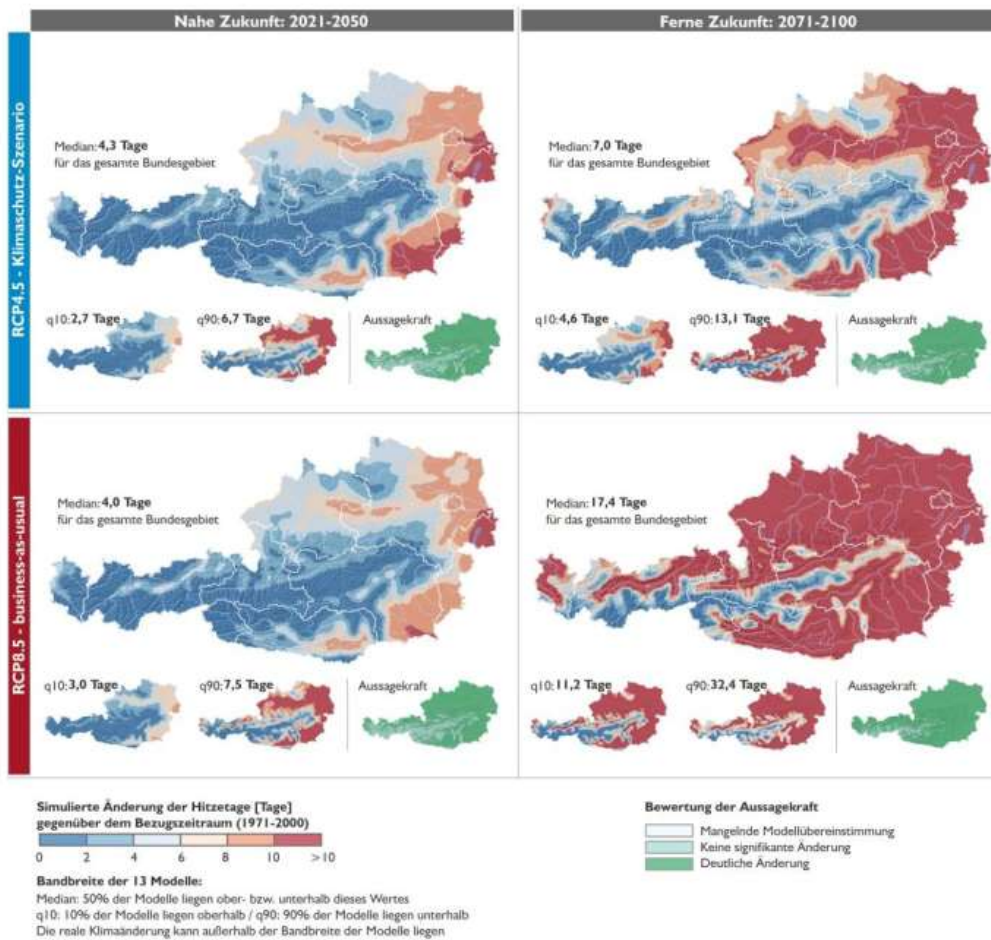 Nahe Zukunft: 2021-2050
Ferne Zukunft: 2071-2100
RCP4.5 - Klimaschutz-Szenario
Median: 4,3 Tage
für das gesamte Bundesgebiet
q10: 2,7 Tage
q90: 6,7 Tage
Aussagekraft
Median: 7,0 Tage
für das gesamte Bundesgebiet
q10: 4,6 Tage
q90: 13,1 Tage
Aussagekraft
RCP8.5 - business-as-usual
Median: 4,0 Tage
für das gesamte Bundesgebiet
q10: 3,0 Tage
q90: 7,5 Tage
Aussagekraft
Median: 17,4 Tage
für das gesamte Bundesgebiet
q10: 11,2 Tage
q90: 32,4 Tage
Aussagekraft
Simulierte Änderung der Hitzetage [Tage]
gegenüber dem Bezugszeitraum (1971-2000)
0 2 4 6 8 10 >10
Bandbreite der 13 Modelle:
Median: 50% der Modelle liegen ober- bzw. unterhalb dieses Wertes
q10: 10% der Modelle liegen oberhalb / q90: 90% der Modelle liegen unterhalb
Die reale Klimaänderung kann außerhalb der Bandbreite der Modelle liegen
Bewertung der Aussagekraft
Mangelnde Modellübereinstimmung
Keine signifikante Änderung
Deutliche Änderung